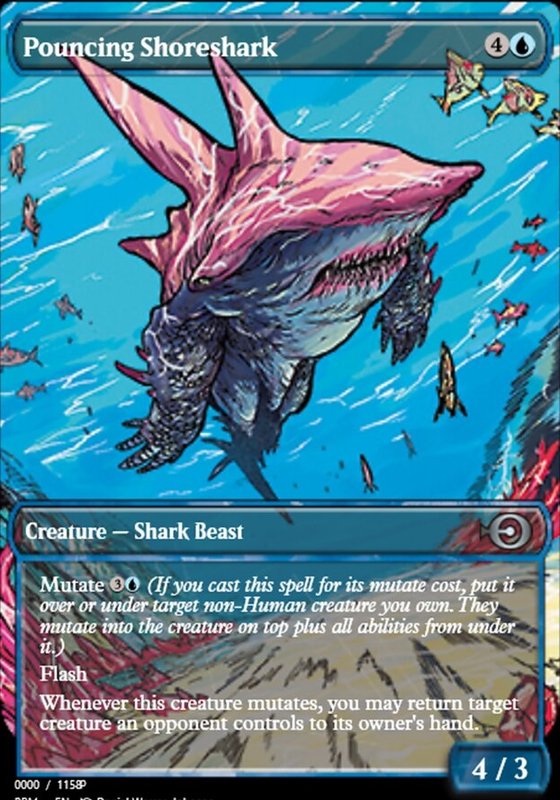 Pouncing Shoreshark 4
Creature — Shark Beast
Mutate 3 (If you cast this spell for its mutate cost, put it
over or under target non-Human creature you own. They
mutate into the creature on top plus all abilities from under
it.)
Flash
Whenever this creature mutates, you may return target
creature an opponent controls to its owner's hand.
4 / 3
0000 / 1158P